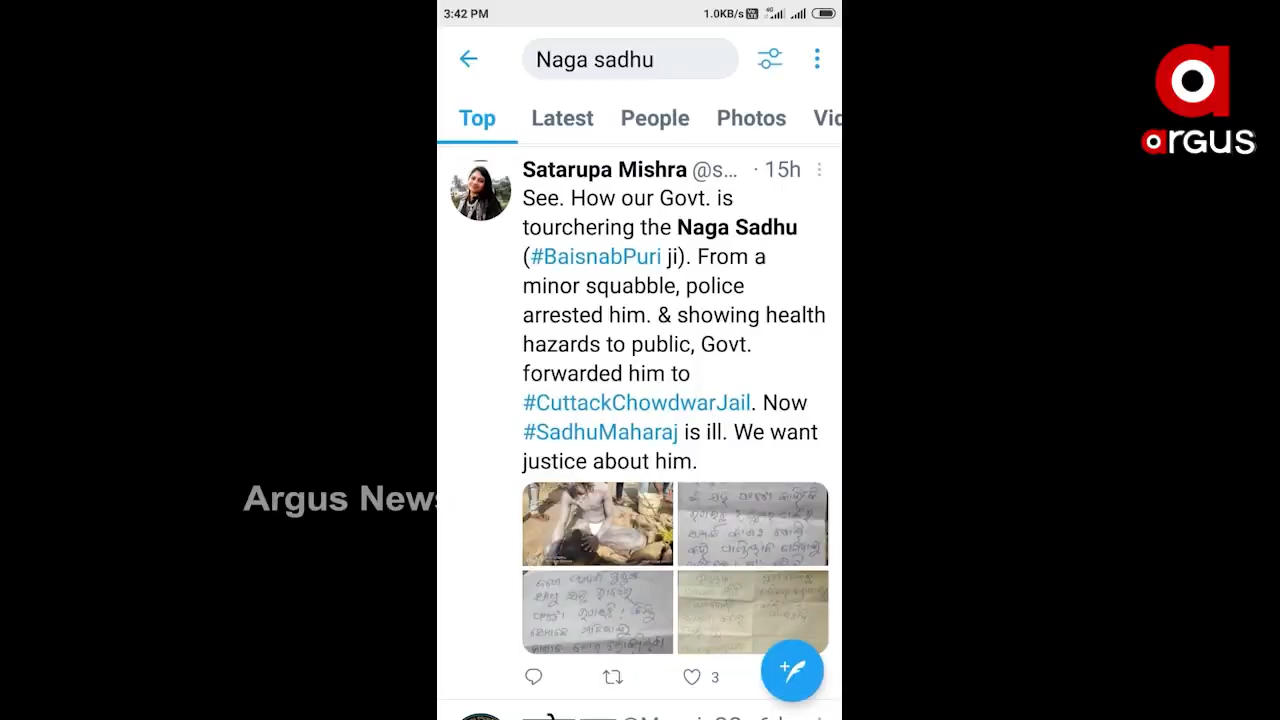 3:42 PM
1.0KB/s
Naga sadhu
Top Latest People Photos Vic
Satarupa Mishra @s... · 15h
See. How our Govt. is
tourchering the Naga Sadhu
(#BaisnabPuri ji). From a
minor squabble, police
arrested him. & showing health
hazards to public, Govt.
forwarded him to
#CuttackChowdwarJail. Now
#SadhuMaharaj is ill. We want
justice about him.
3
argus
Argus News